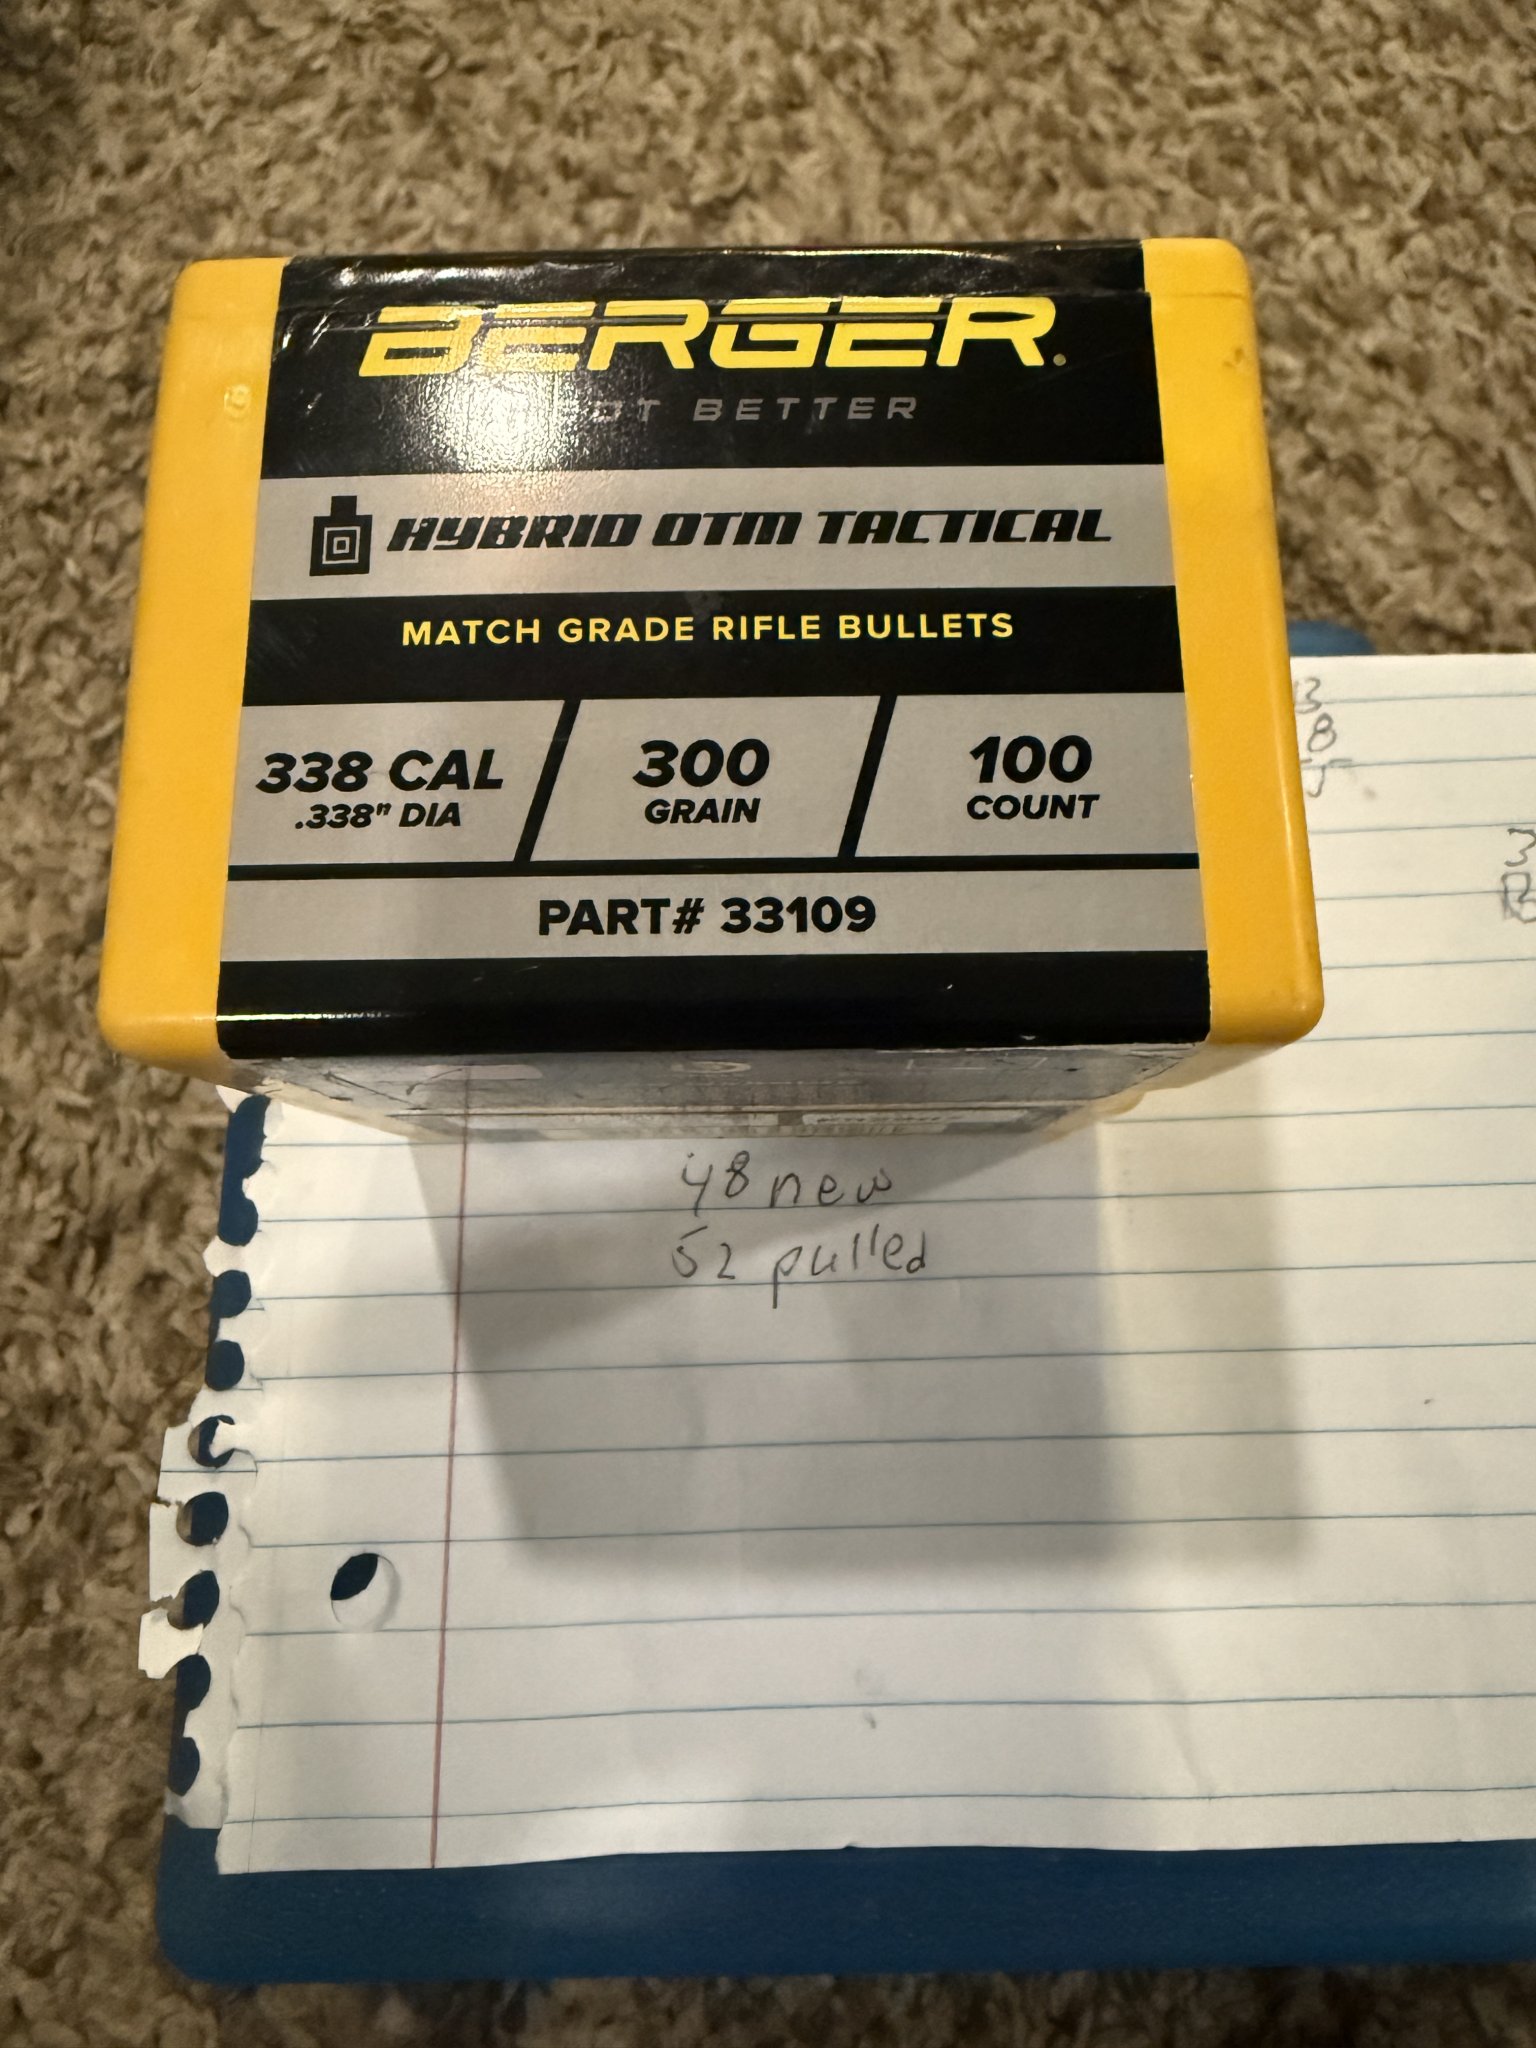 BERGER
BETTER
HYBRID OTM TACTICAL
MATCH GRADE RIFLE BULLETS
338 CAL
.338" DIA
300
GRAIN
100
COUNT
PART# 33109
48 new
52 pulled